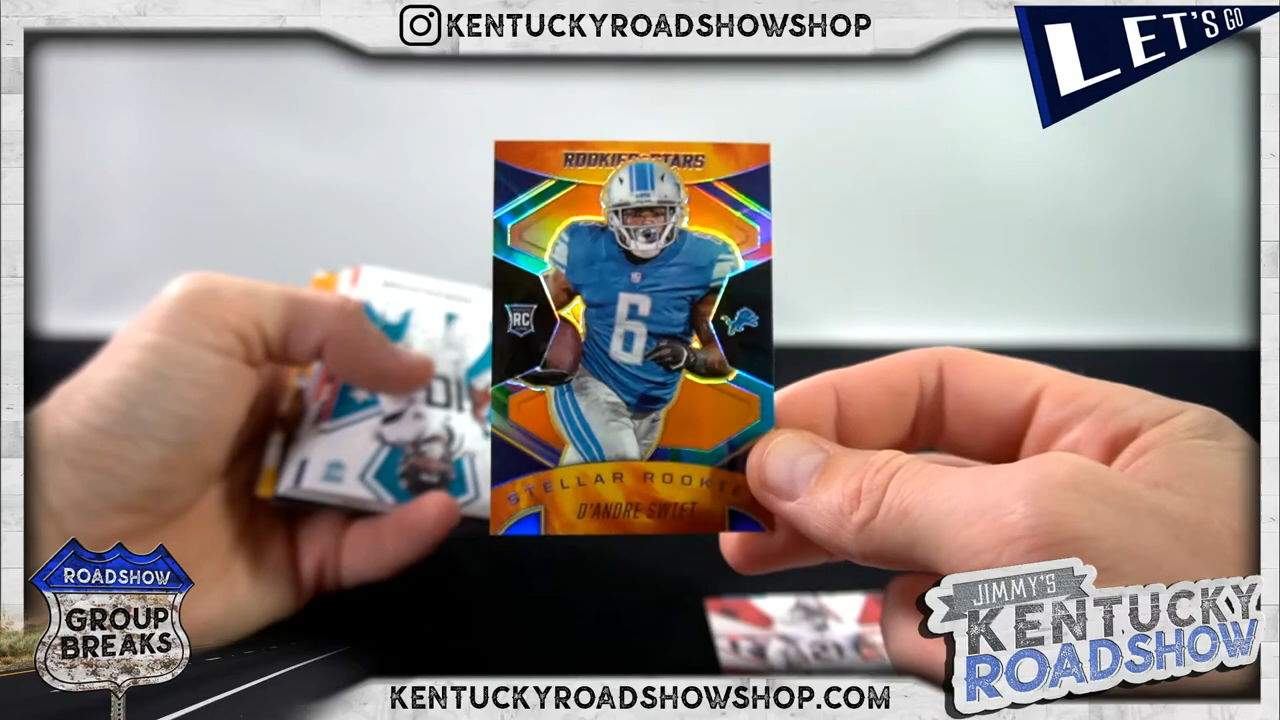 KENTUCKYROADSHOWSHOP
LET'S GO
ROOKIES & STARS
6
6
RC
STELLAR ROOKIE
D'ANDRE SWIFT
ROADSHOW
GROUP
BREAKS
JIMMY'S
KENTUCKY
ROADSHOW
KENTUCKYROADSHOWSHOP.COM